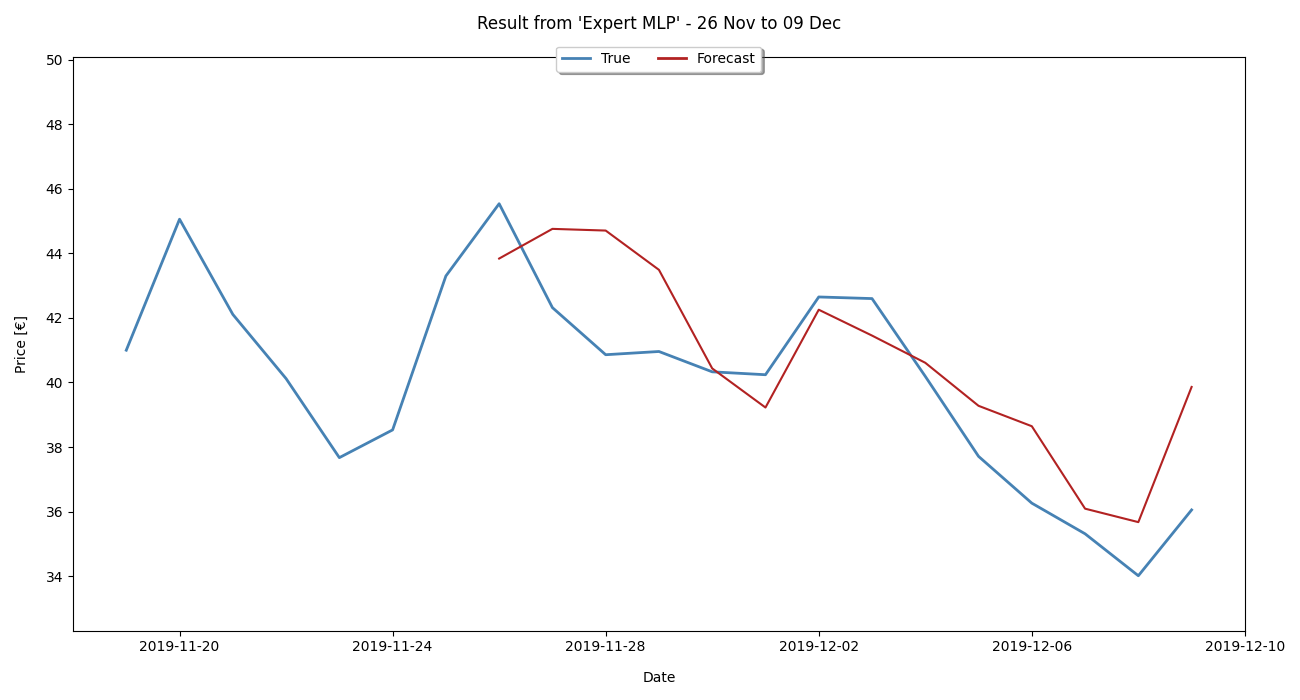 Result from 'Expert MLP' - 26 Nov to 09 Dec
True Forecast
50
48
46
44
42
40
38
36
34
Price [€]
2019-11-20 2019-11-24 2019-11-28 2019-12-02 2019-12-06 2019-12-10
Date